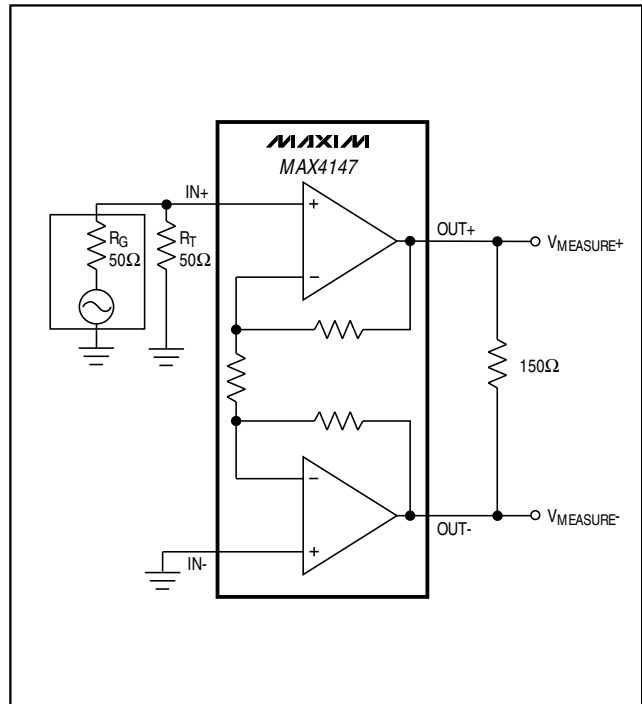 MAXIM
MAX4147
IN+
RG
50Ω
RT
50Ω
+
−
OUT+
VMEASURE+
150Ω
−
+
IN-
OUT-
VMEASURE-